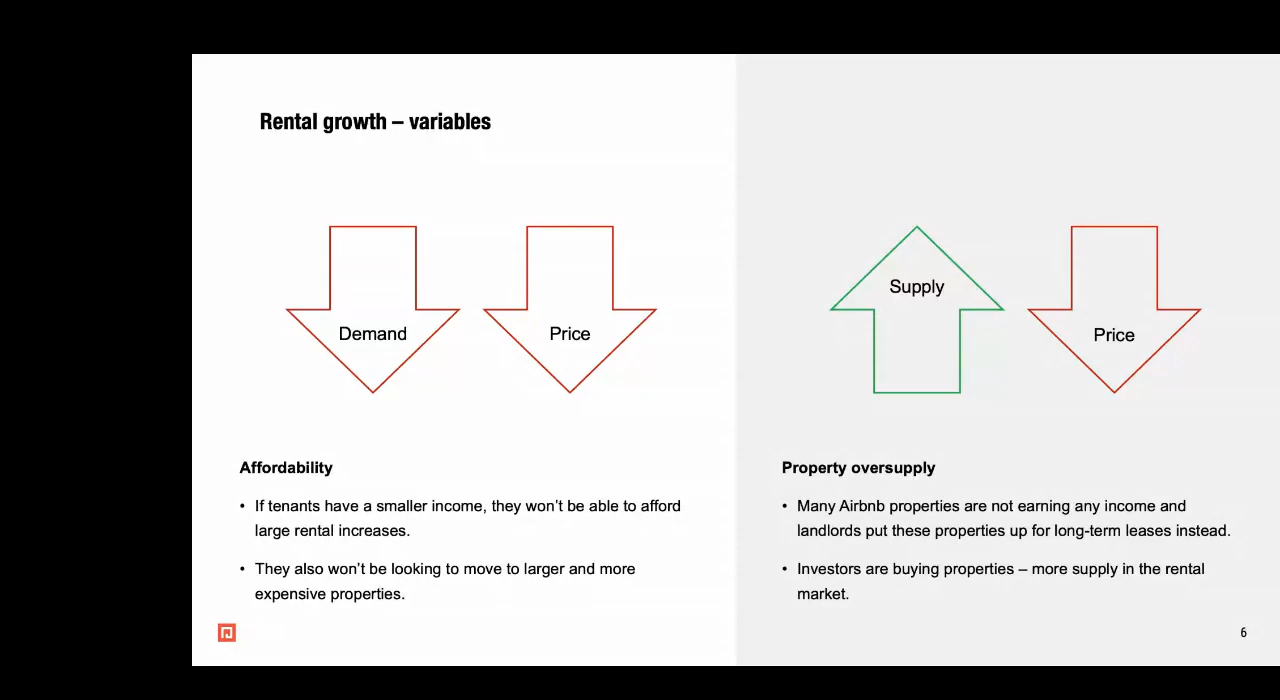 Rental growth – variables
Demand
Price
Affordability
• If tenants have a smaller income, they won’t be able to afford
large rental increases.
• They also won’t be looking to move to larger and more
expensive properties.
Supply
Price
Property oversupply
• Many Airbnb properties are not earning any income and
landlords put these properties up for long-term leases instead.
• Investors are buying properties – more supply in the rental
market.
6